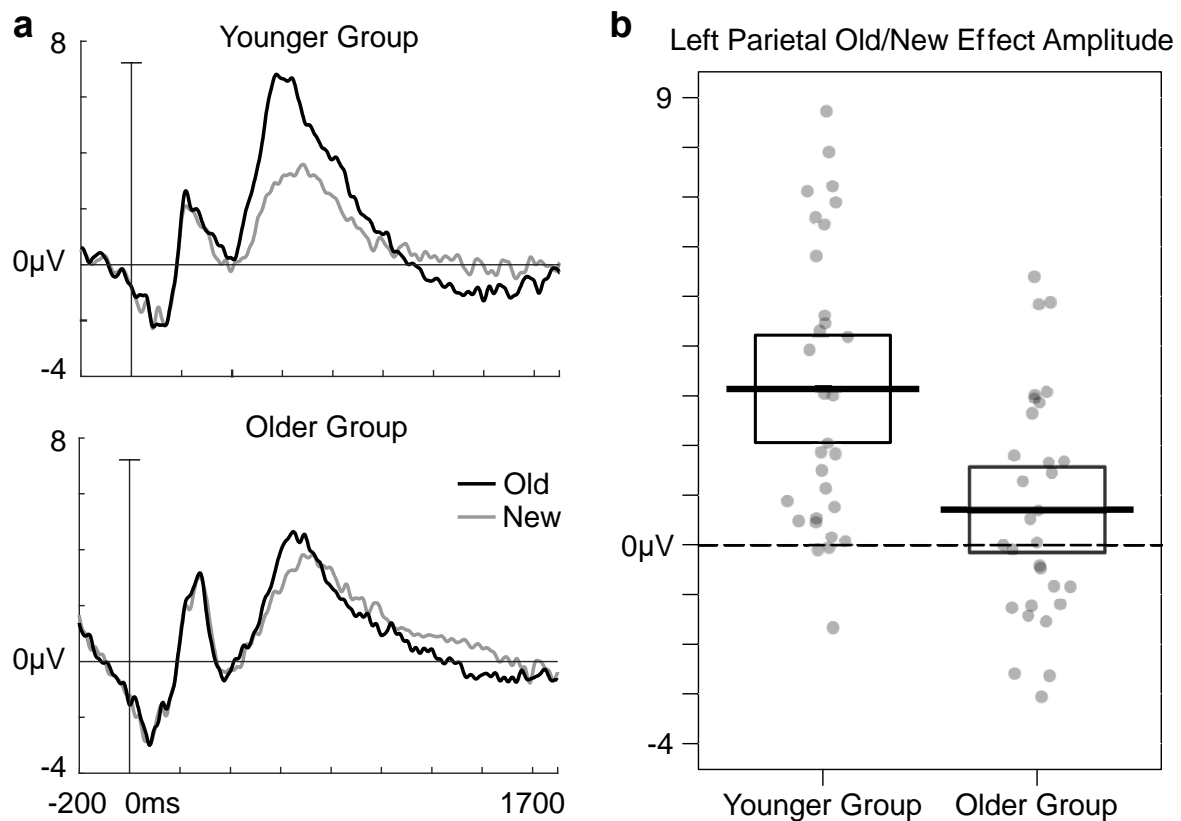 a
Younger Group
8
0µV
-4
Older Group
8
Old
New
0µV
-4
-200 0ms 1700
b
Left Parietal Old/New Effect Amplitude
9
0µV
-4
Younger Group Older Group